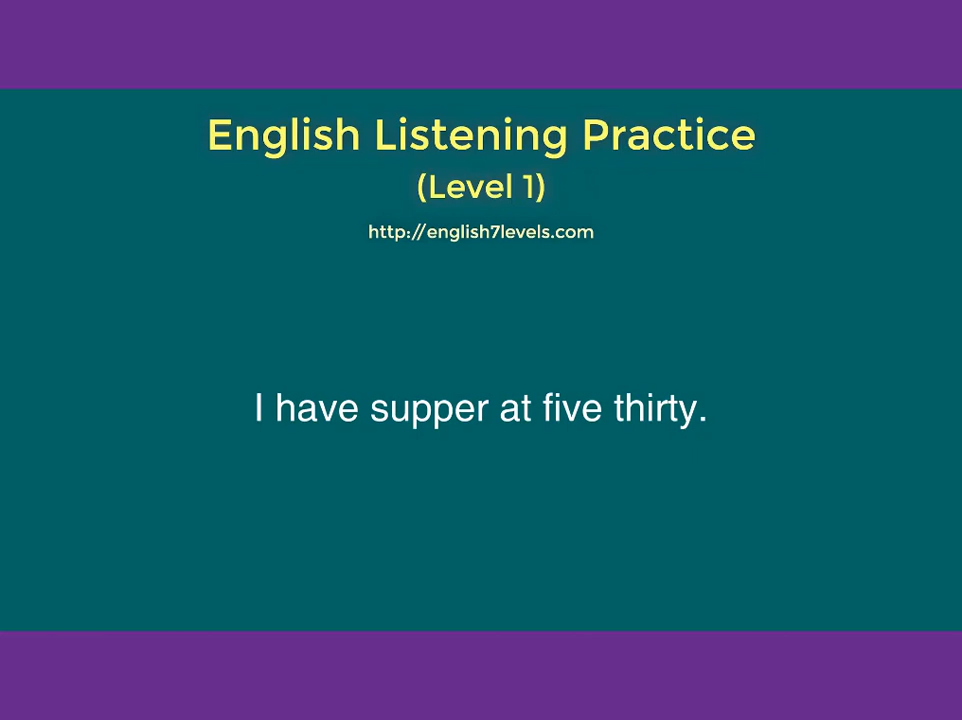 English Listening Practice
(Level 1)
http://english7levels.com
I have supper at five thirty.